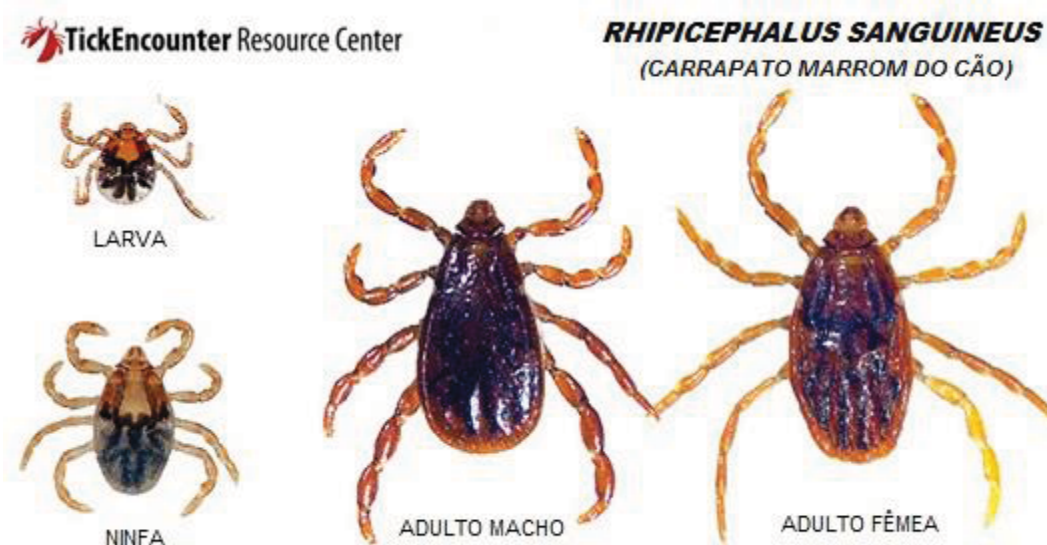 TickEncounter Resource Center
RHIPICEPHALUS SANGUINEUS
(CARRAPATO MARROM DO CÃO)
LARVA
NINFA
ADULTO MACHO
ADULTO FÊMEA